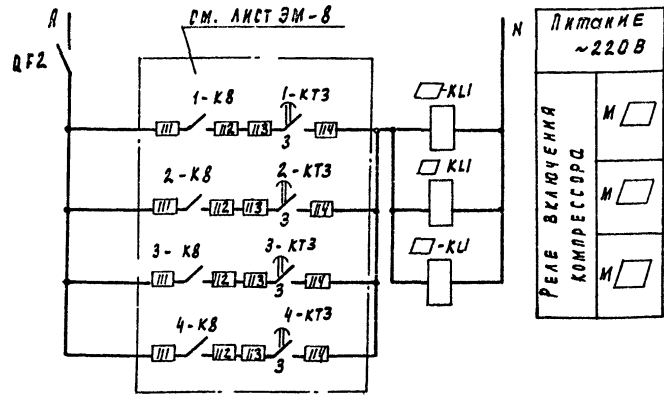 А
СМ. ЛИСТ ЭМ-8
N
QF2
1-К8
1-КТ3
111
112
113
3
114
2-К8
2-КТ3
111
112
113
3
114
3-К8
3-КТ3
111
112
113
3
114
4-К8
4-КТ3
111
112
113
3
114
-KL1
KL1
-KL1
Питание
~220В
Реле включения
компрессора
М
М
М